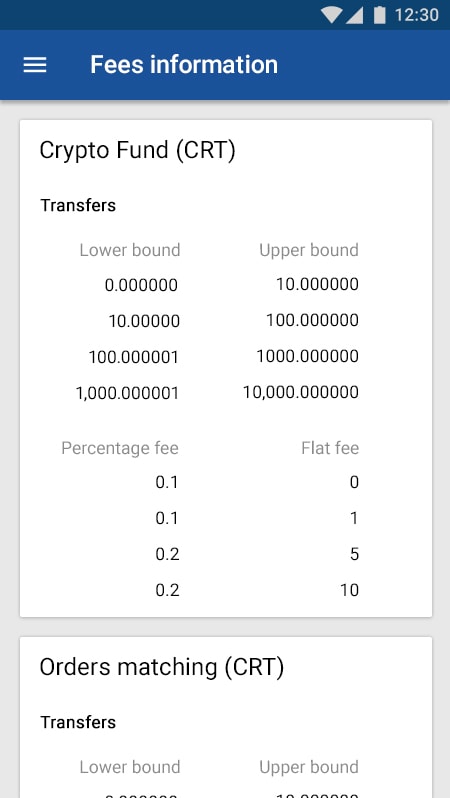 12:30
Fees information
Crypto Fund (CRT)
Transfers
Lower bound Upper bound
0.000000 10.000000
10.00000 100.000000
100.000001 1000.000000
1,000.000001 10,000.000000
Percentage fee Flat fee
0.1 0
0.1 1
0.2 5
0.2 10
Orders matching (CRT)
Transfers
Lower bound Upper bound